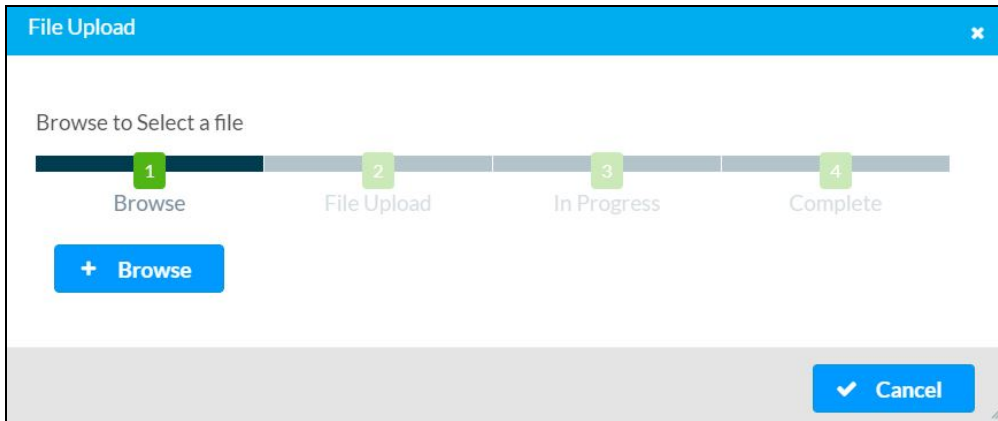 File Upload
Browse to Select a file
1 2 3 4
Browse File Upload In Progress Complete
+ Browse
Cancel